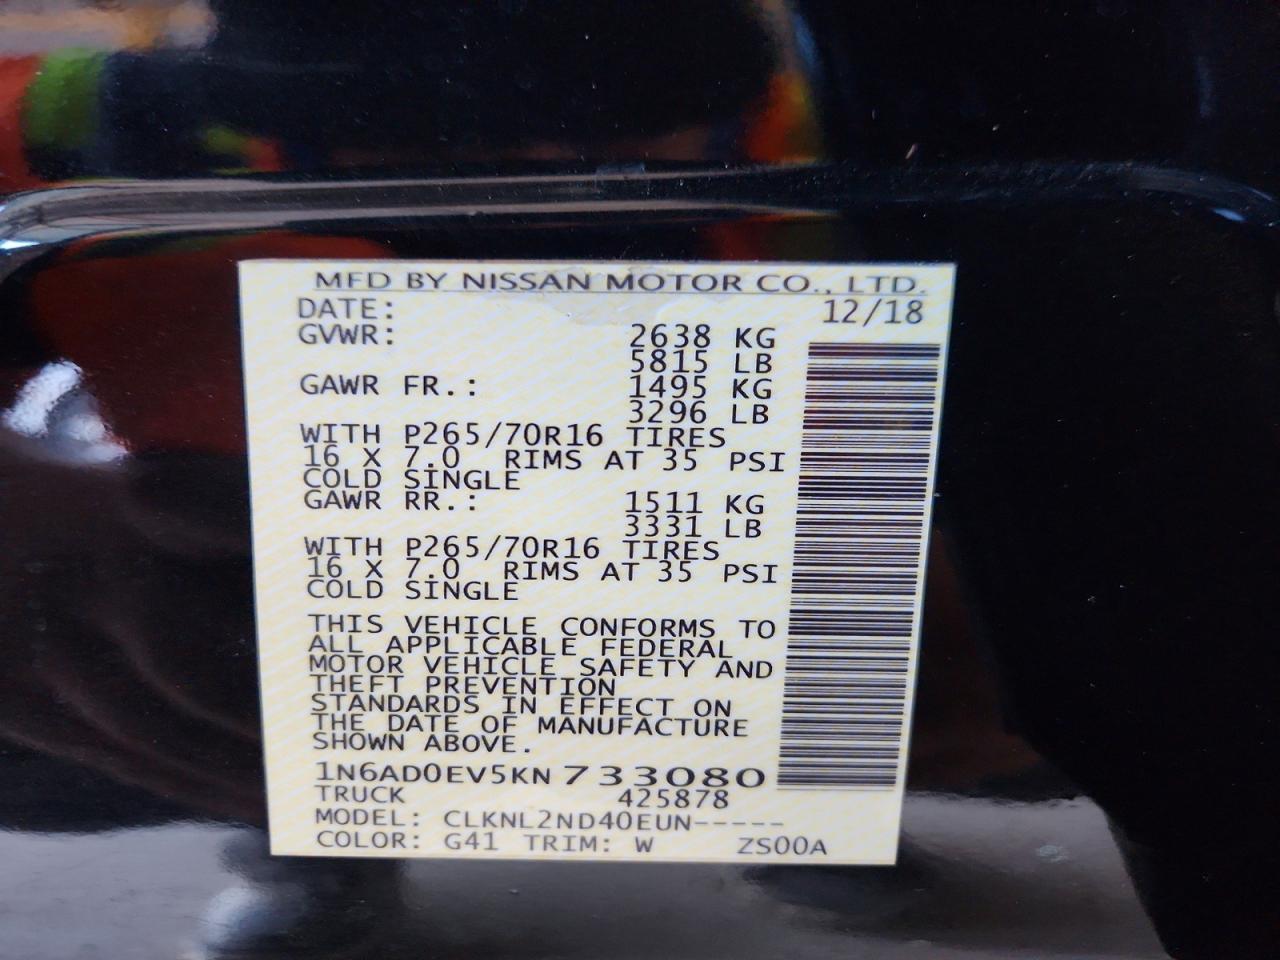 MFD BY NISSAN MOTOR CO., LTD.
DATE: 12/18
GVWR: 2638 KG
5815 LB
GAWR FR.: 1495 KG
3296 LB
WITH P265/70R16 TIRES
16 X 7.0 RIMS AT 35 PSI
COLD SINGLE
GAWR RR.: 1511 KG
3331 LB
WITH P265/70R16 TIRES
16 X 7.0 RIMS AT 35 PSI
COLD SINGLE
THIS VEHICLE CONFORMS TO
ALL APPLICABLE FEDERAL
MOTOR VEHICLE SAFETY AND
THEFT PREVENTION
STANDARDS IN EFFECT ON
THE DATE OF MANUFACTURE
SHOWN ABOVE.
1N6AD0EV5KN733080
TRUCK 425878
MODEL: CLKNL2ND40EUN-----
COLOR: G41 TRIM: W ZS00A